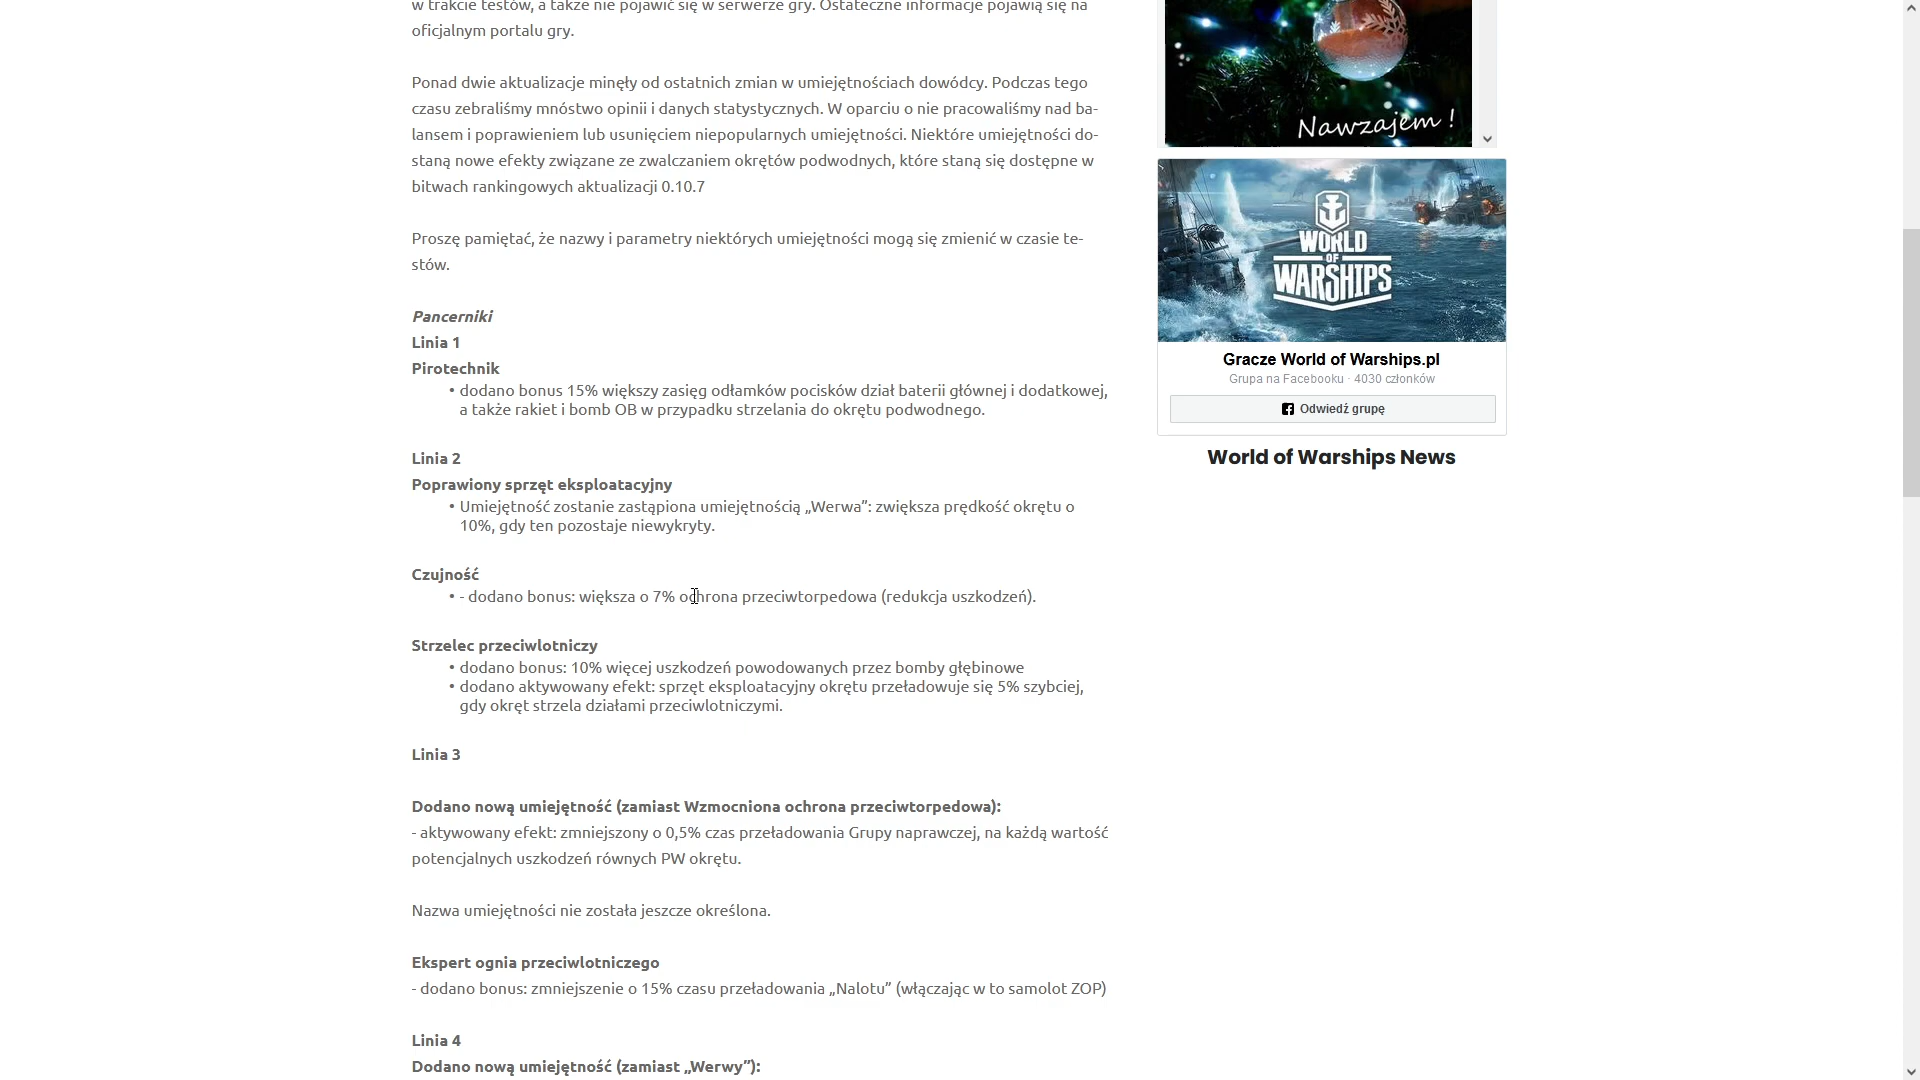 w trakcie testów, a także nie pojawić się w serwerze gry. Ostateczne informacje pojawią się na
oficjalnym portalu gry.
Ponad dwie aktualizacje minęły od ostatnich zmian w umiejętnościach dowódcy. Podczas tego
czasu zebraliśmy mnóstwo opinii i danych statystycznych. W oparciu o nie pracowaliśmy nad ba-
lansem i poprawieniem lub usunięciem niepopularnych umiejętności. Niektóre umiejętności do-
staną nowe efekty związane ze zwalczaniem okrętów podwodnych, które staną się dostępne w
bitwach rankingowych aktualizacji 0.10.7
Proszę pamiętać, że nazwy i parametry niektórych umiejętności mogą się zmienić w czasie te-
stów.
Pancerniki
Linia 1
Pirotechnik
• dodano bonus 15% większy zasięg odłamków pocisków dział baterii głównej i dodatkowej,
a także rakiet i bomb OB w przypadku strzelania do okrętu podwodnego.
Linia 2
Poprawiony sprzęt eksploatacyjny
• Umiejętność zostanie zastąpiona umiejętnością „Werwa”: zwiększa prędkość okrętu o
10%, gdy ten pozostaje niewykryty.
Czujność
• - dodano bonus: większa o 7% ochrona przeciwtorpedowa (redukcja uszkodzeń).
Strzelec przeciwlotniczy
• dodano bonus: 10% więcej uszkodzeń powodowanych przez bomby głębinowe
• dodano aktywowany efekt: sprzęt eksploatacyjny okrętu przeładowuje się 5% szybciej,
gdy okręt strzela działami przeciwlotniczymi.
Linia 3
Dodano nową umiejętność (zamiast Wzmocniona ochrona przeciwtorpedowa):
- aktywowany efekt: zmniejszony o 0,5% czas przeładowania Grupy naprawczej, na każdą wartość
potencjalnych uszkodzeń równych PW okrętu.
Nazwa umiejętności nie została jeszcze określona.
Ekspert ognia przeciwlotniczego
- dodano bonus: zmniejszenie o 15% czasu przeładowania „Nalotu” (włączając w to samolot ZOP)
Linia 4
Dodano nową umiejętność (zamiast „Werwy”):
Nawzajem !
WORLD
OF
WARSHIPS
Gracze World of Warships.pl
Grupa na Facebooku · 4030 członków
Odwiedź grupę
World of Warships News